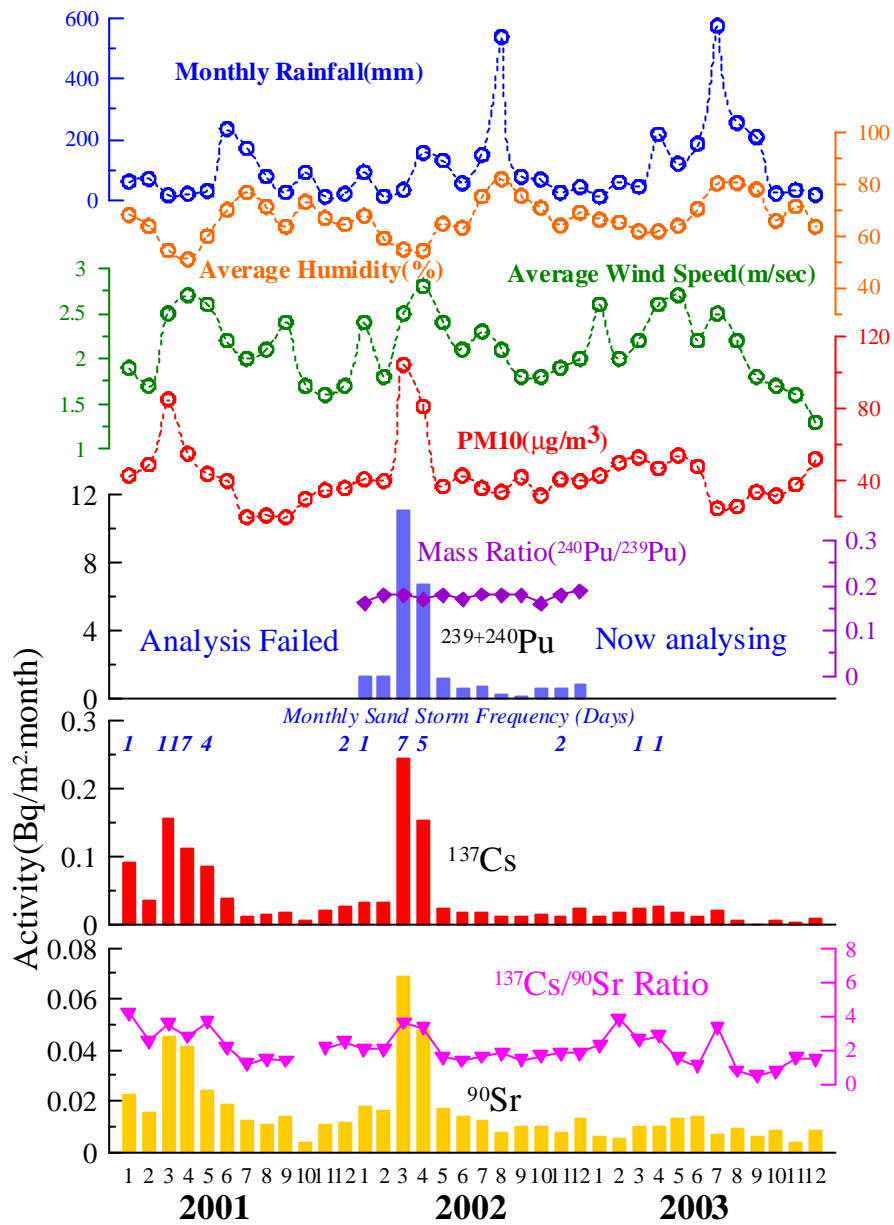 600
Monthly Rainfall(mm)
400
200
100
0
80
60
Average Humidity(%)
Average Wind Speed(m/sec)
3
40
2.5
120
2
80
1.5
PM10(μg/m³)
1
40
12
Mass Ratio(²⁴⁰Pu/²³⁹Pu)
0.3
8
0.2
Analysis Failed
²³⁹⁺²⁴⁰Pu
Now analysing
4
0.1
0
0
Monthly Sand Storm Frequency (Days)
0.3
1 11 7 4 2 1 7 5 2 1 1
0.2
¹³⁷Cs
0.1
0
Activity(Bq/m²·month)
0.08
8
¹³⁷Cs/⁹⁰Sr Ratio
0.06
6
0.04
4
2
⁹⁰Sr
0.02
0
0
1 2 3 4 5 6 7 8 9 10 11 12 1 2 3 4 5 6 7 8 9 10 11 12 1 2 3 4 5 6 7 8 9 10 11 12
2001 2002 2003